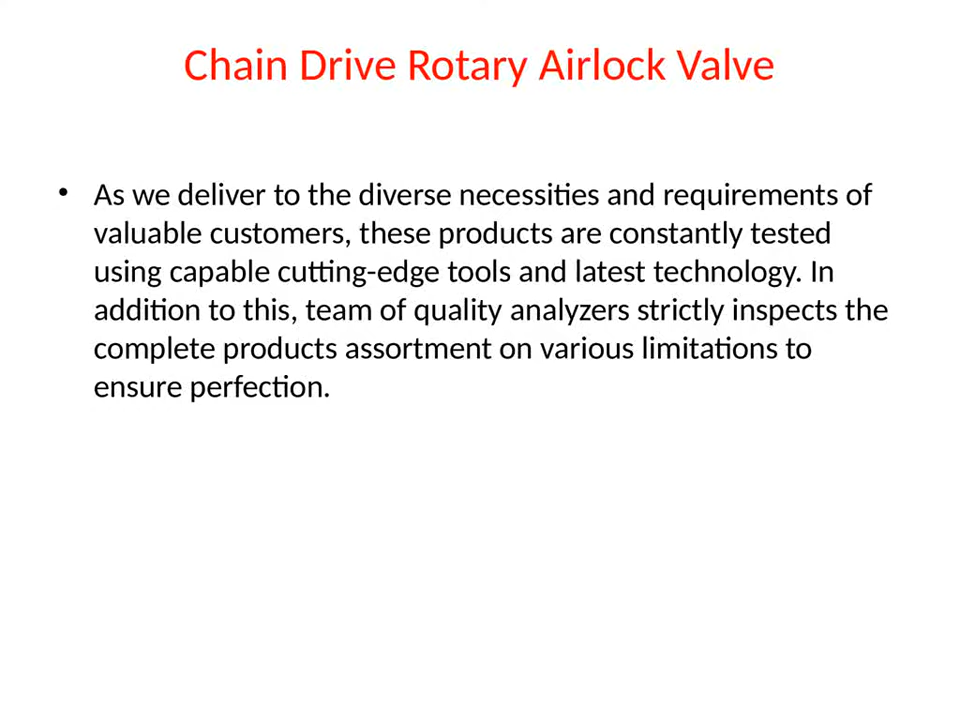 Chain Drive Rotary Airlock Valve
• As we deliver to the diverse necessities and requirements of
valuable customers, these products are constantly tested
using capable cutting-edge tools and latest technology. In
addition to this, team of quality analyzers strictly inspects the
complete products assortment on various limitations to
ensure perfection.